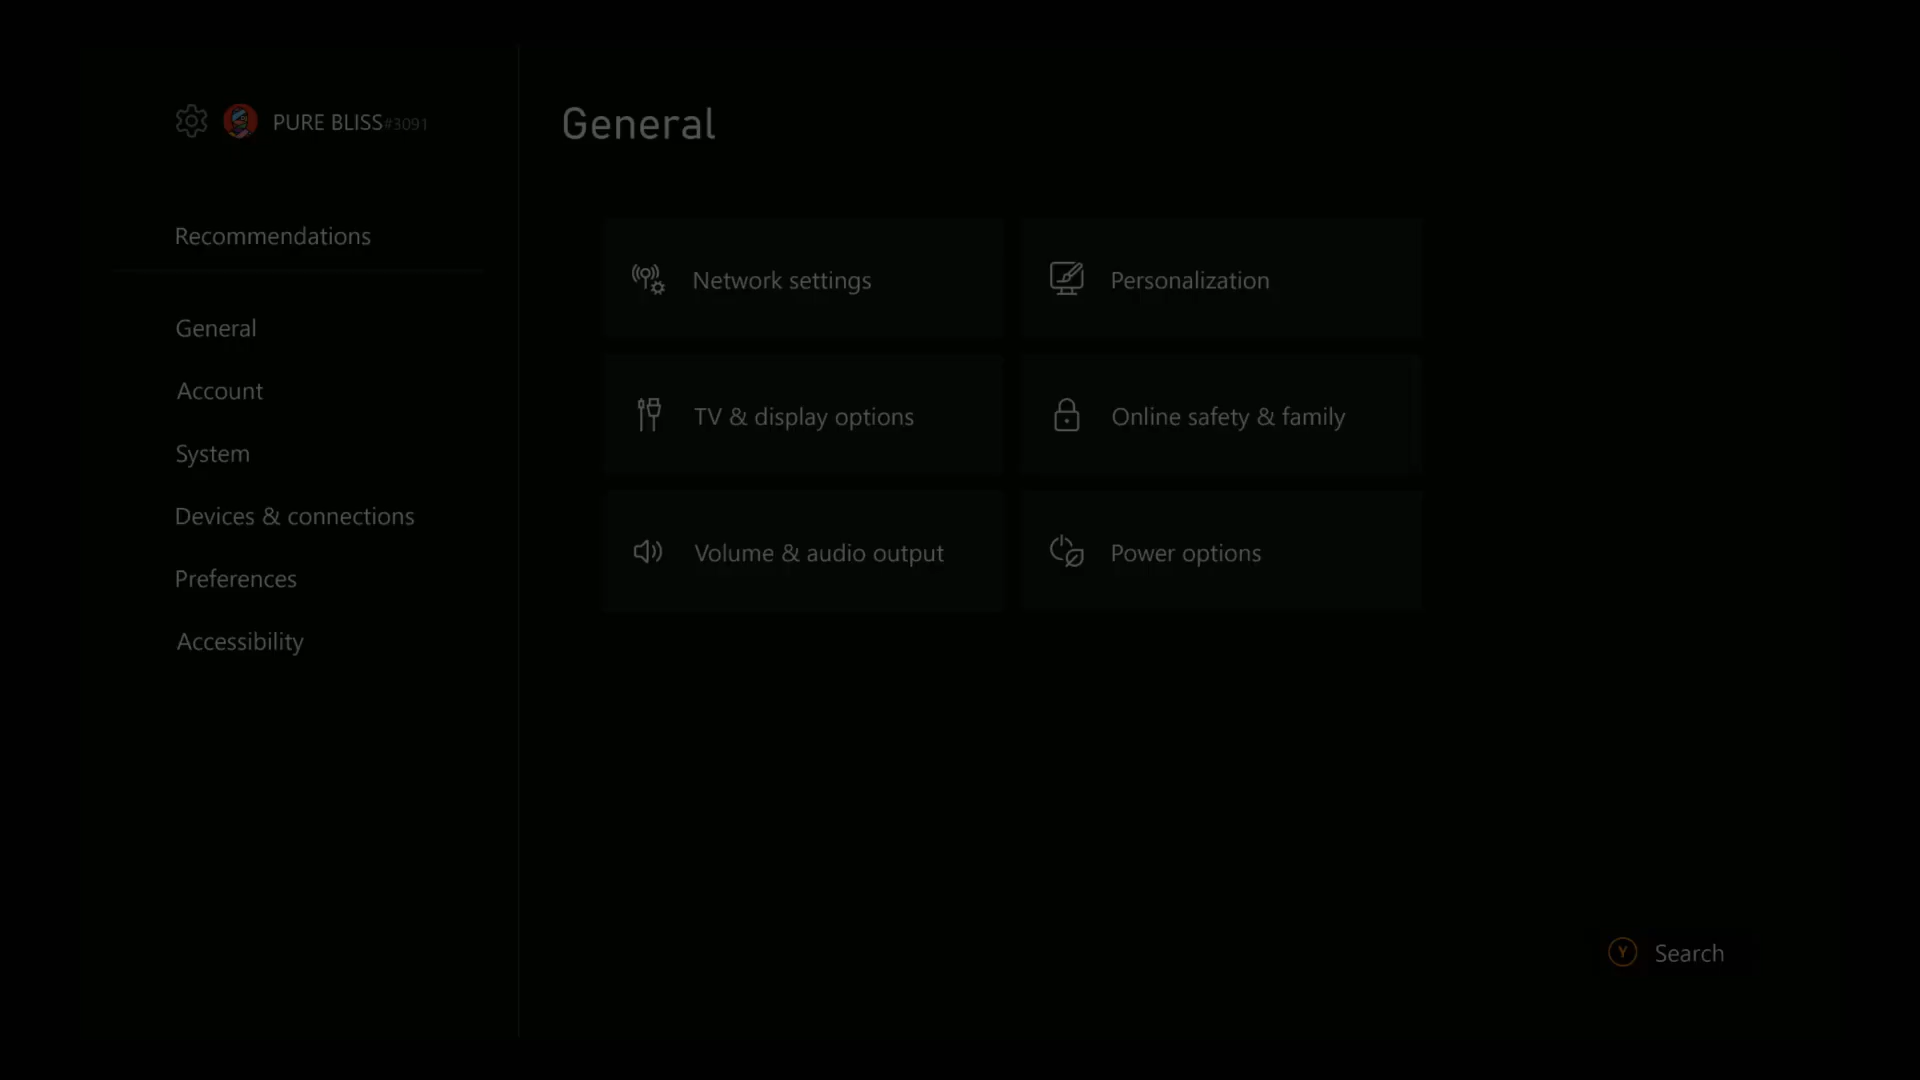 PURE BLISS#3091
Recommendations
General
Account
System
Devices & connections
Preferences
Accessibility
General
Network settings
Personalization
TV & display options
Online safety & family
Volume & audio output
Power options
Y Search